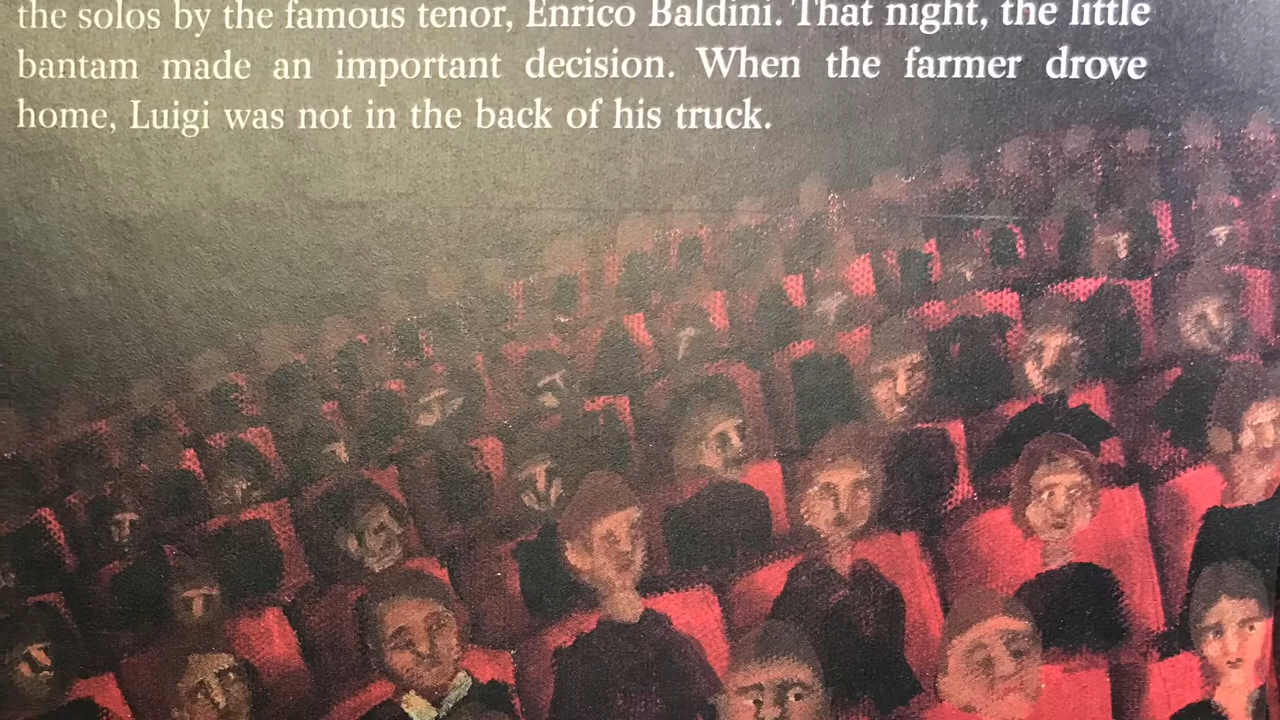 the solos by the famous tenor, Enrico Baldini. That night, the little
bantam made an important decision. When the farmer drove
home, Luigi was not in the back of his truck.